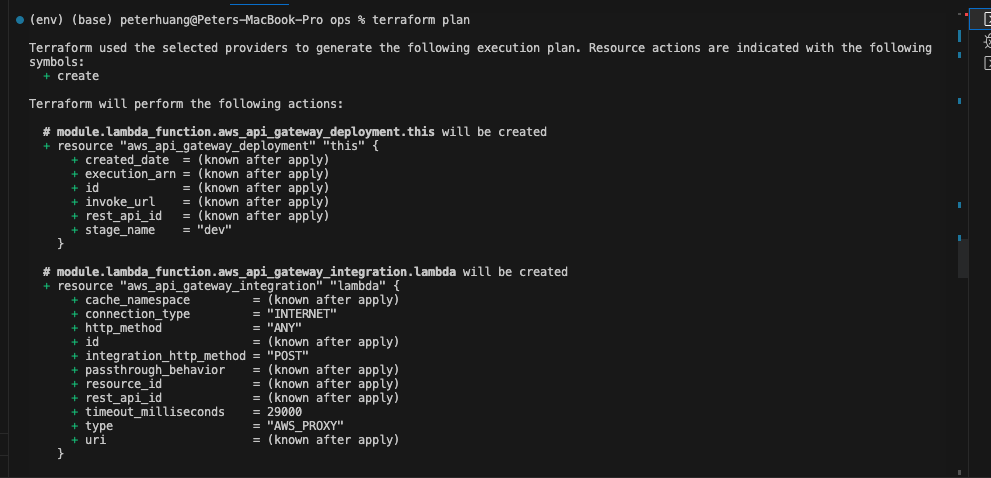 (env) (base) peterhuang@Peters-MacBook-Pro ops % terraform plan
Terraform used the selected providers to generate the following execution plan. Resource actions are indicated with the following
symbols:
+ create
Terraform will perform the following actions:
# module.lambda_function.aws_api_gateway_deployment.this will be created
+ resource "aws_api_gateway_deployment" "this" {
+ created_date  = (known after apply)
+ execution_arn = (known after apply)
+ id            = (known after apply)
+ invoke_url    = (known after apply)
+ rest_api_id   = (known after apply)
+ stage_name    = "dev"
}
# module.lambda_function.aws_api_gateway_integration.lambda will be created
+ resource "aws_api_gateway_integration" "lambda" {
+ cache_namespace         = (known after apply)
+ connection_type         = "INTERNET"
+ http_method             = "ANY"
+ id                      = (known after apply)
+ integration_http_method = "POST"
+ passthrough_behavior    = (known after apply)
+ resource_id             = (known after apply)
+ rest_api_id             = (known after apply)
+ timeout_milliseconds    = 29000
+ type                    = "AWS_PROXY"
+ uri                     = (known after apply)
}